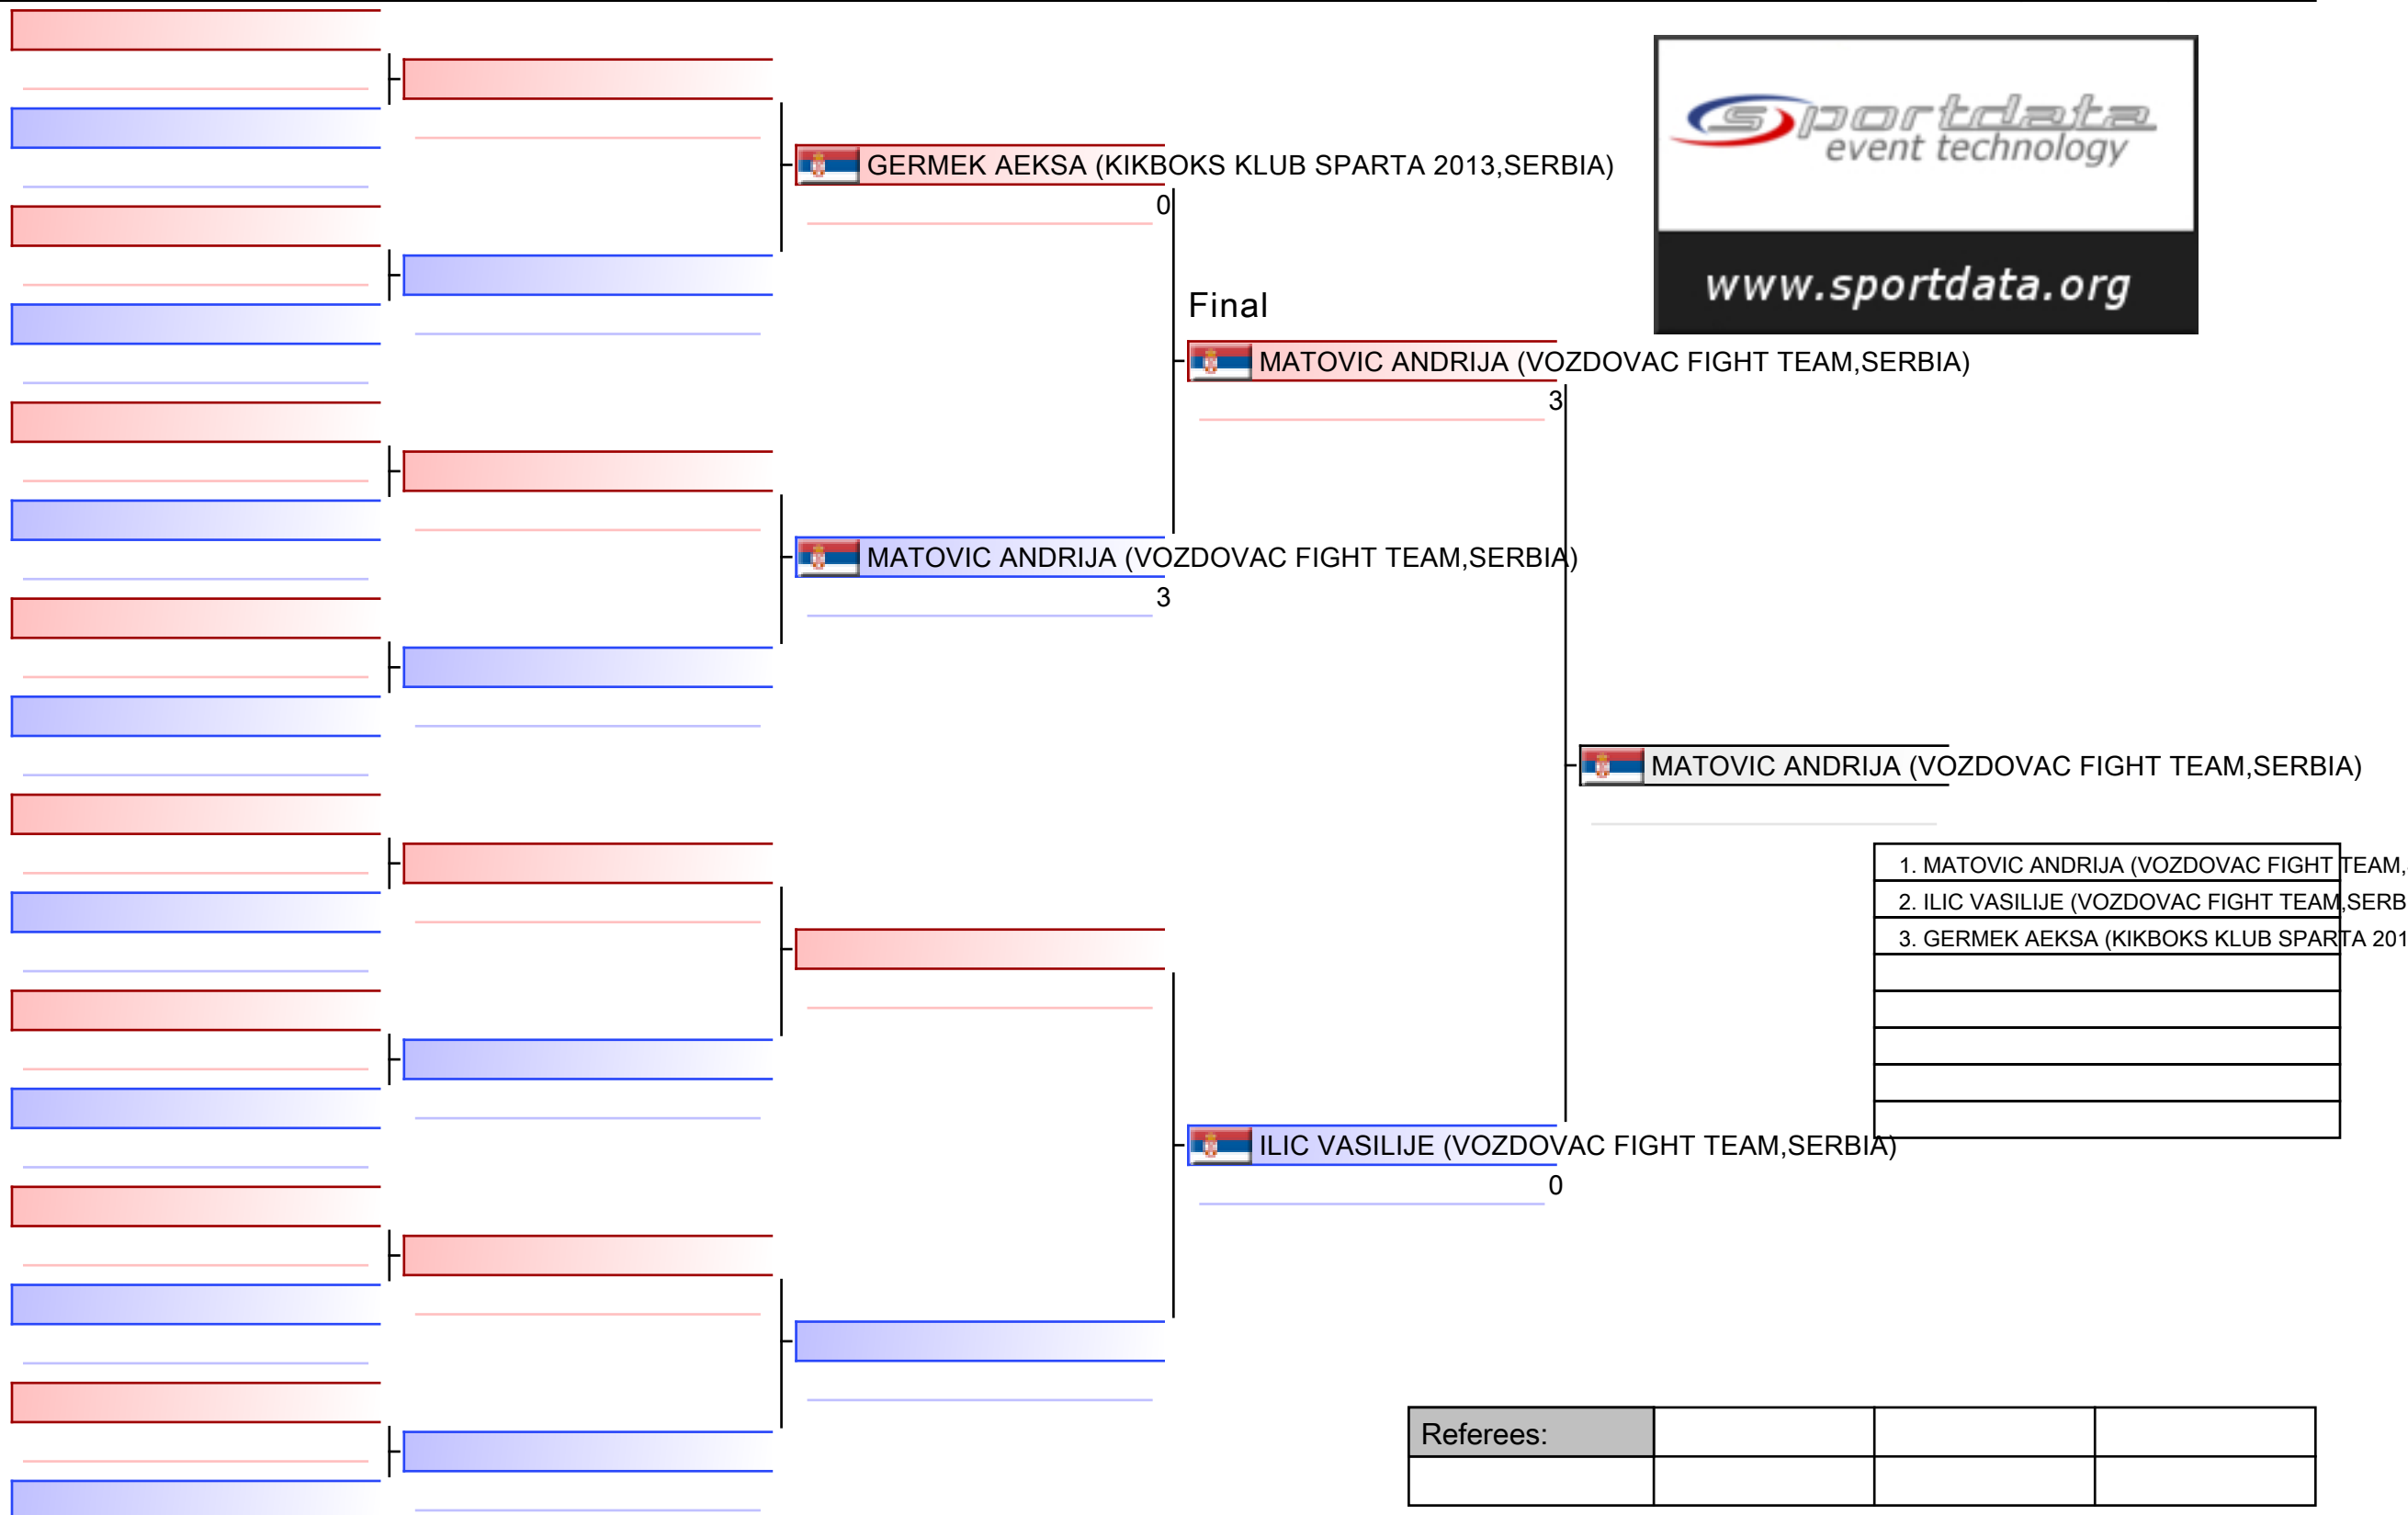 sportdata
event technology
www.sportdata.org
GERMEK AEKSA (KIKBOKS KLUB SPARTA 2013,SERBIA)
0
Final
MATOVIC ANDRIJA (VOZDOVAC FIGHT TEAM,SERBIA)
3
MATOVIC ANDRIJA (VOZDOVAC FIGHT TEAM,SERBIA)
3
MATOVIC ANDRIJA (VOZDOVAC FIGHT TEAM,SERBIA)
1. MATOVIC ANDRIJA (VOZDOVAC FIGHT TEAM,
2. ILIC VASILIJE (VOZDOVAC FIGHT TEAM,SERB
3. GERMEK AEKSA (KIKBOKS KLUB SPARTA 201
ILIC VASILIJE (VOZDOVAC FIGHT TEAM,SERBIA)
0
Referees: